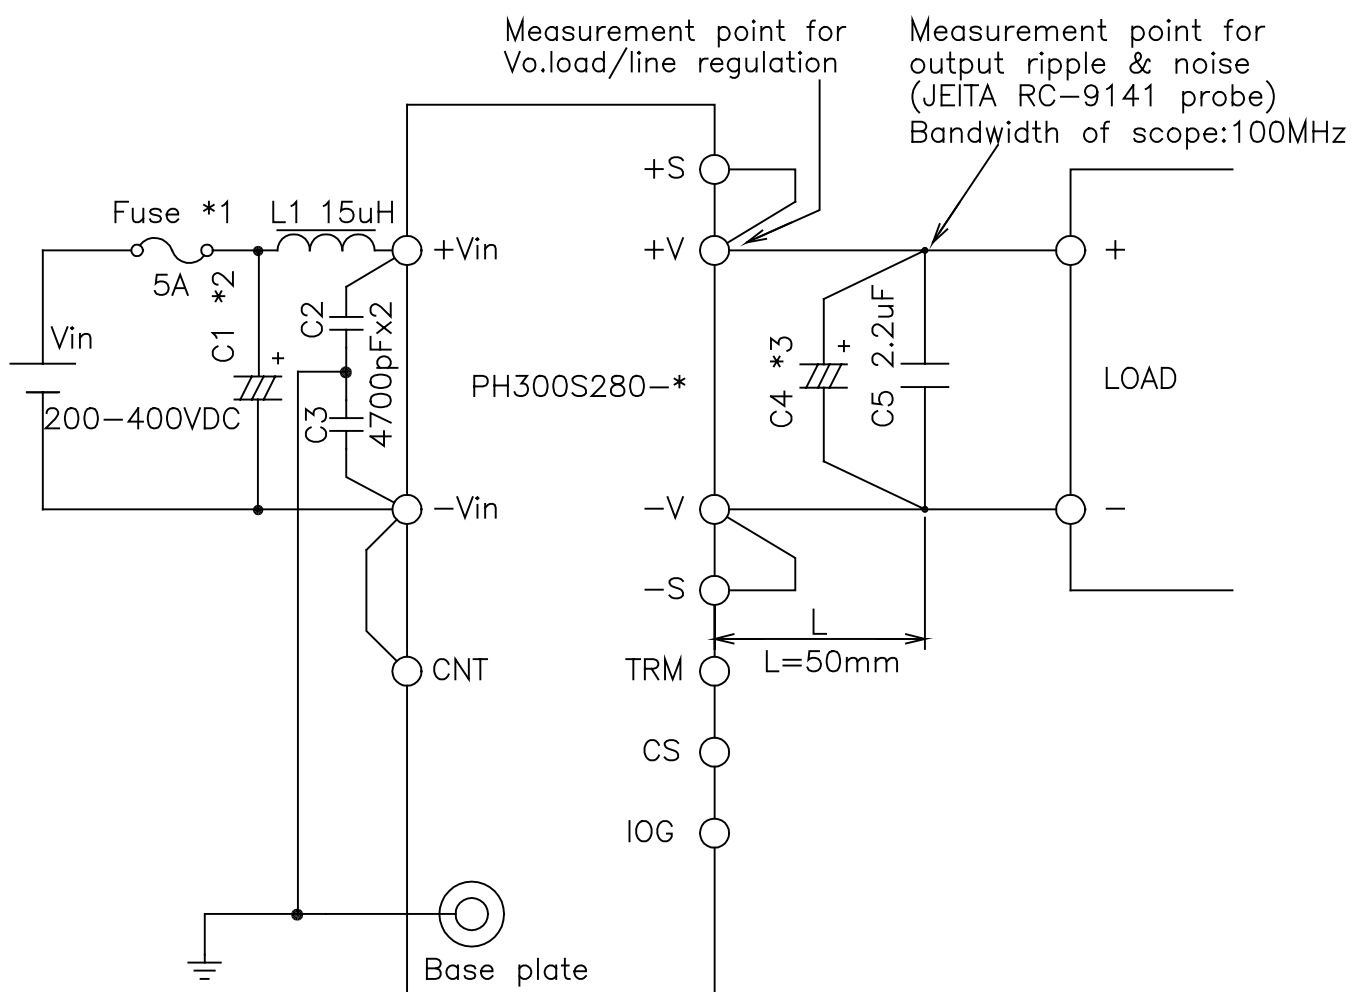 Measurement point for
Vo.load/line regulation
Measurement point for
output ripple & noise
(JEITA RC-9141 probe)
Bandwidth of scope:100MHz
+S
Fuse *1
L1 15uH
+Vin
+V
+
5A
C1 *2
+
C2
C3
4700pFx2
Vin
200-400VDC
PH300S280-*
C4 *3
+
C5 2.2uF
LOAD
-Vin
-V
-
-S
L
L=50mm
CNT
TRM
CS
IOG
Base plate